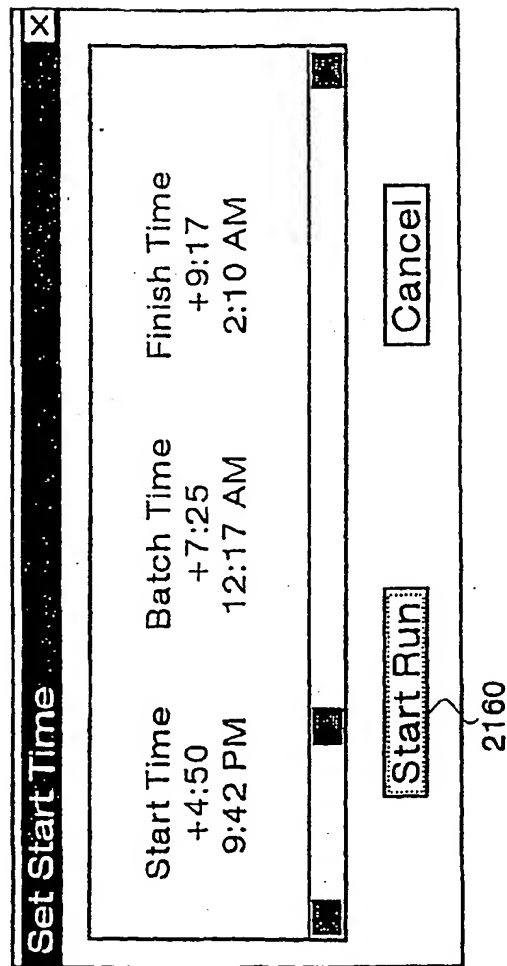 Set Start Time X
Start Time Batch Time Finish Time
+4:50 +7:25 +9:17
9:42 PM 12:17 AM 2:10 AM
Start Run Cancel
2160